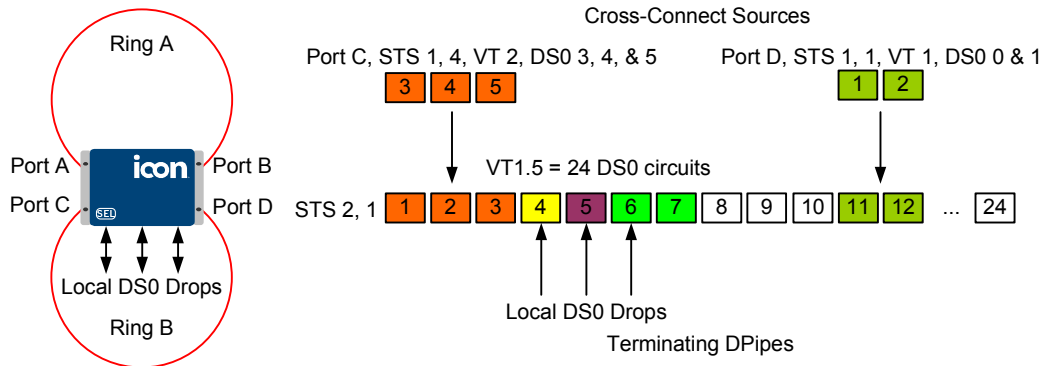 Cross-Connect Sources
Ring A
Port C, STS 1, 4, VT 2, DS0 3, 4, & 5
Port D, STS 1, 1, VT 1, DS0 0 & 1
3 4 5
1 2
Port A
icon
Port B
VT1.5 = 24 DS0 circuits
Port C
SEL
Port D
STS 2, 1
1 2 3 4 5 6 7 8 9 10 11 12 ... 24
Local DS0 Drops
Local DS0 Drops
Ring B
Terminating DPipes